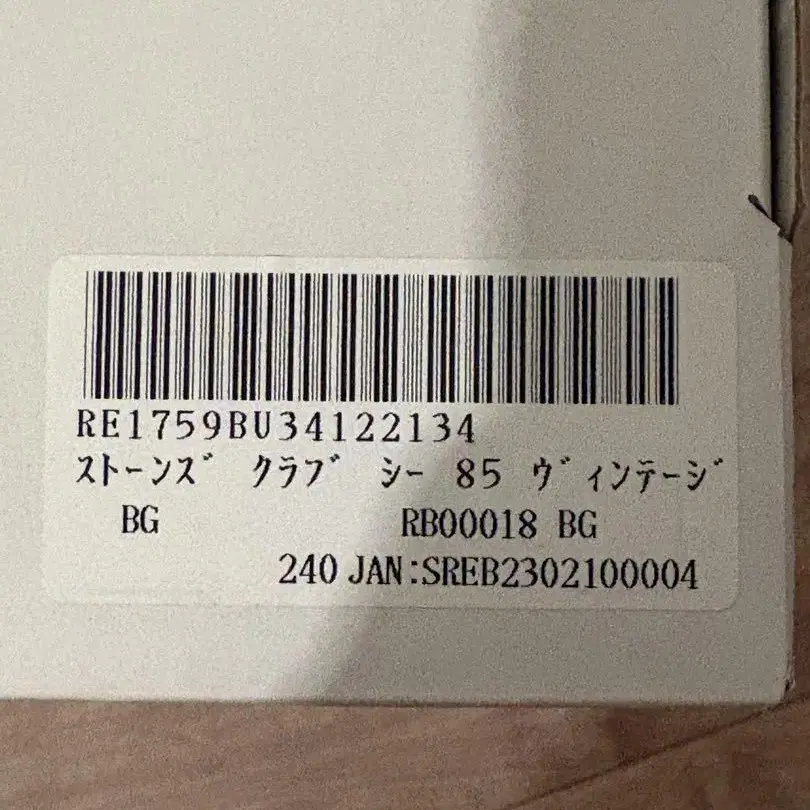 RE1759BU34122134
ｽﾄｰﾝｽﾞ ｸﾗﾌﾞ ｼｰ 85 ｳﾞｨﾝﾃｰｼﾞ
BG RB00018 BG
240 JAN:SREB2302100004